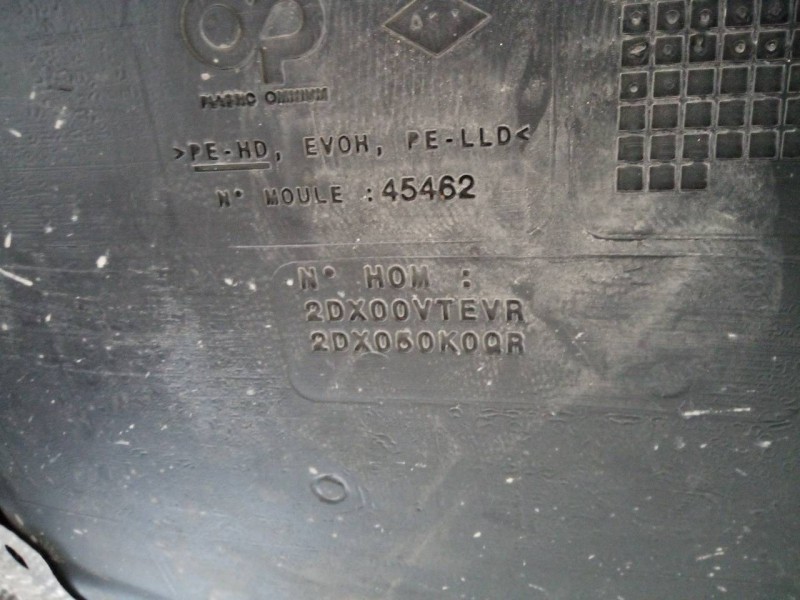 PLASTIC OMNIUM
>PE-HD, EVOH, PE-LLD<
N° MOULE : 45462
N° HOM :
2DX00VTEVR
2DX050K0QR